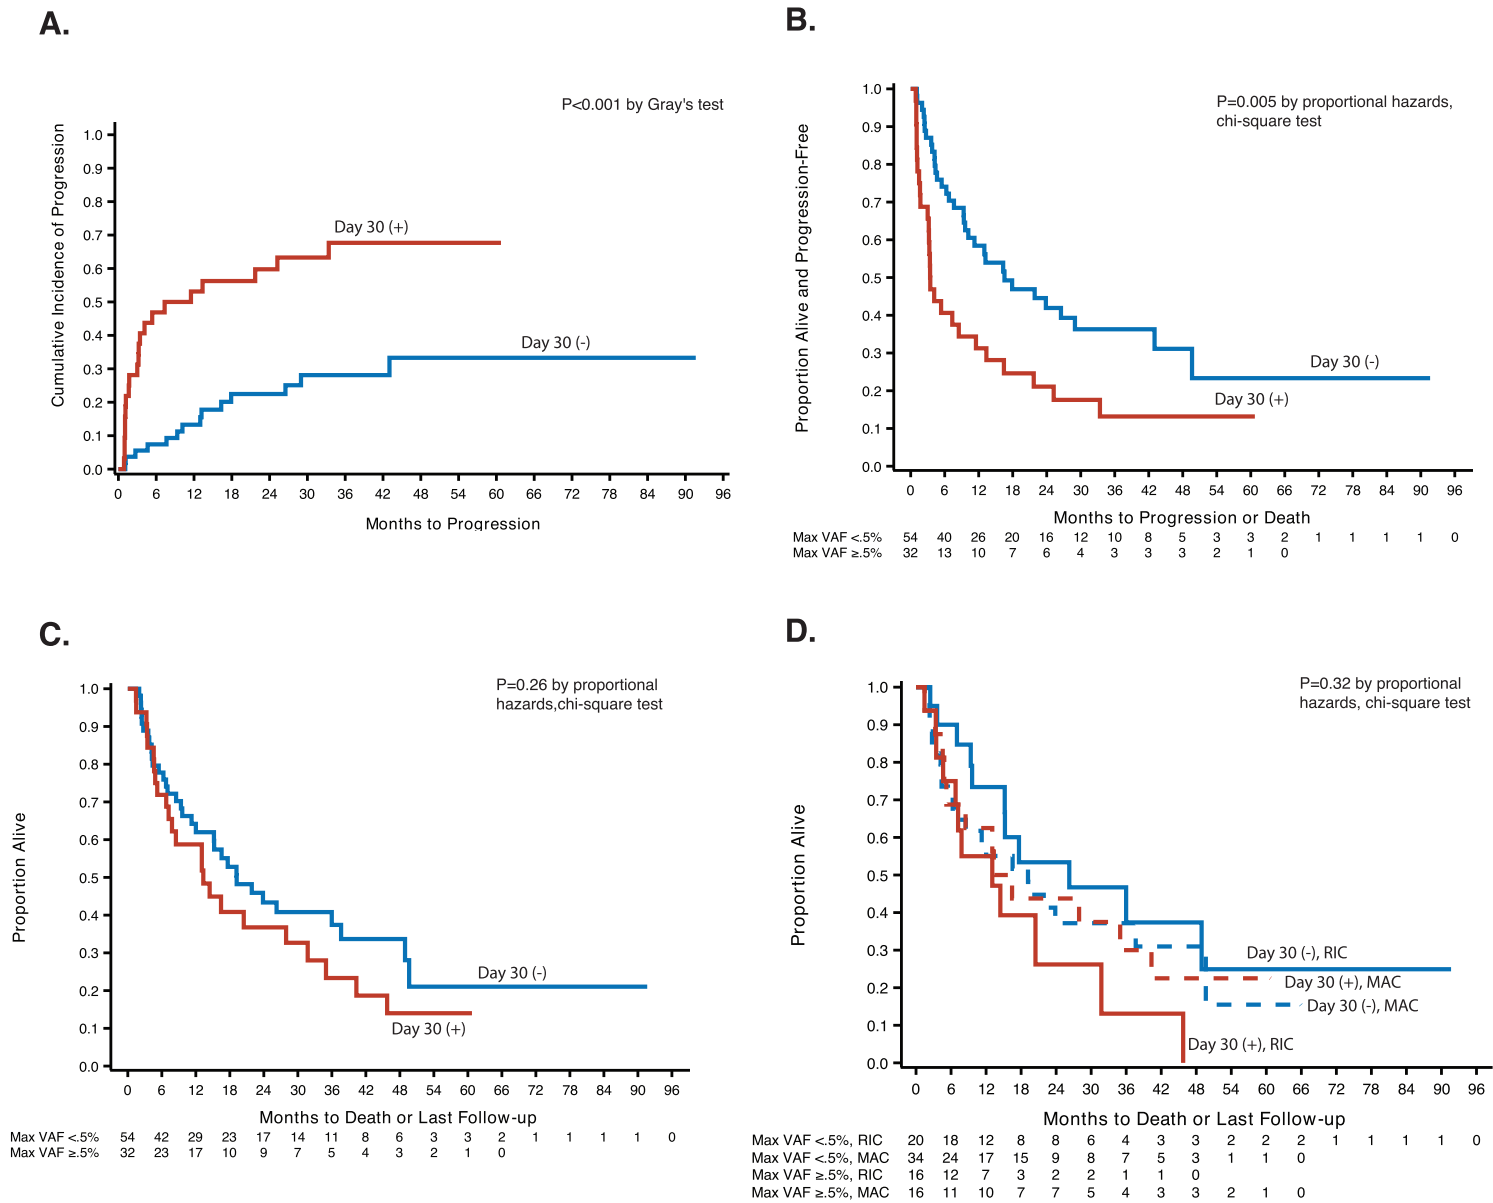 A.
P<0.001 by Gray's test
Cumulative Incidence of Progression
1.0
0.9
0.8
0.7
0.6
0.5
0.4
0.3
0.2
0.1
0.0
Day 30 (+)
Day 30 (-)
0 6 12 18 24 30 36 42 48 54 60 66 72 78 84 90 96
Months to Progression
B.
P=0.005 by proportional hazards,
chi-square test
Proportion Alive and Progression-Free
1.0
0.9
0.8
0.7
0.6
0.5
0.4
0.3
0.2
0.1
0.0
Day 30 (-)
Day 30 (+)
0 6 12 18 24 30 36 42 48 54 60 66 72 78 84 90 96
Months to Progression or Death
Max VAF <.5% 54 40 26 20 16 12 10 8 5 3 3 2 1 1 1 1 0
Max VAF ≥.5% 32 13 10 7 6 4 3 3 3 2 1 0
C.
P=0.26 by proportional
hazards,chi-square test
Proportion Alive
1.0
0.9
0.8
0.7
0.6
0.5
0.4
0.3
0.2
0.1
0.0
Day 30 (-)
Day 30 (+)
0 6 12 18 24 30 36 42 48 54 60 66 72 78 84 90 96
Months to Death or Last Follow-up
Max VAF <.5% 54 42 29 23 17 14 11 8 6 3 3 2 1 1 1 1 0
Max VAF ≥.5% 32 23 17 10 9 7 5 4 3 2 1 0
D.
P=0.32 by proportional
hazards, chi-square test
Proportion Alive
1.0
0.9
0.8
0.7
0.6
0.5
0.4
0.3
0.2
0.1
0.0
Day 30 (-), RIC
Day 30 (+), MAC
Day 30 (-), MAC
Day 30 (+), RIC
0 6 12 18 24 30 36 42 48 54 60 66 72 78 84 90 96
Months to Death or Last Follow-up
Max VAF <.5%, RIC 20 18 12 8 8 6 4 3 3 2 2 2 1 1 1 1 0
Max VAF <.5%, MAC 34 24 17 15 9 8 7 5 3 1 1 0
Max VAF ≥.5%, RIC 16 12 7 3 2 2 1 1 0
Max VAF ≥.5%, MAC 16 11 10 7 7 5 4 3 3 2 1 0